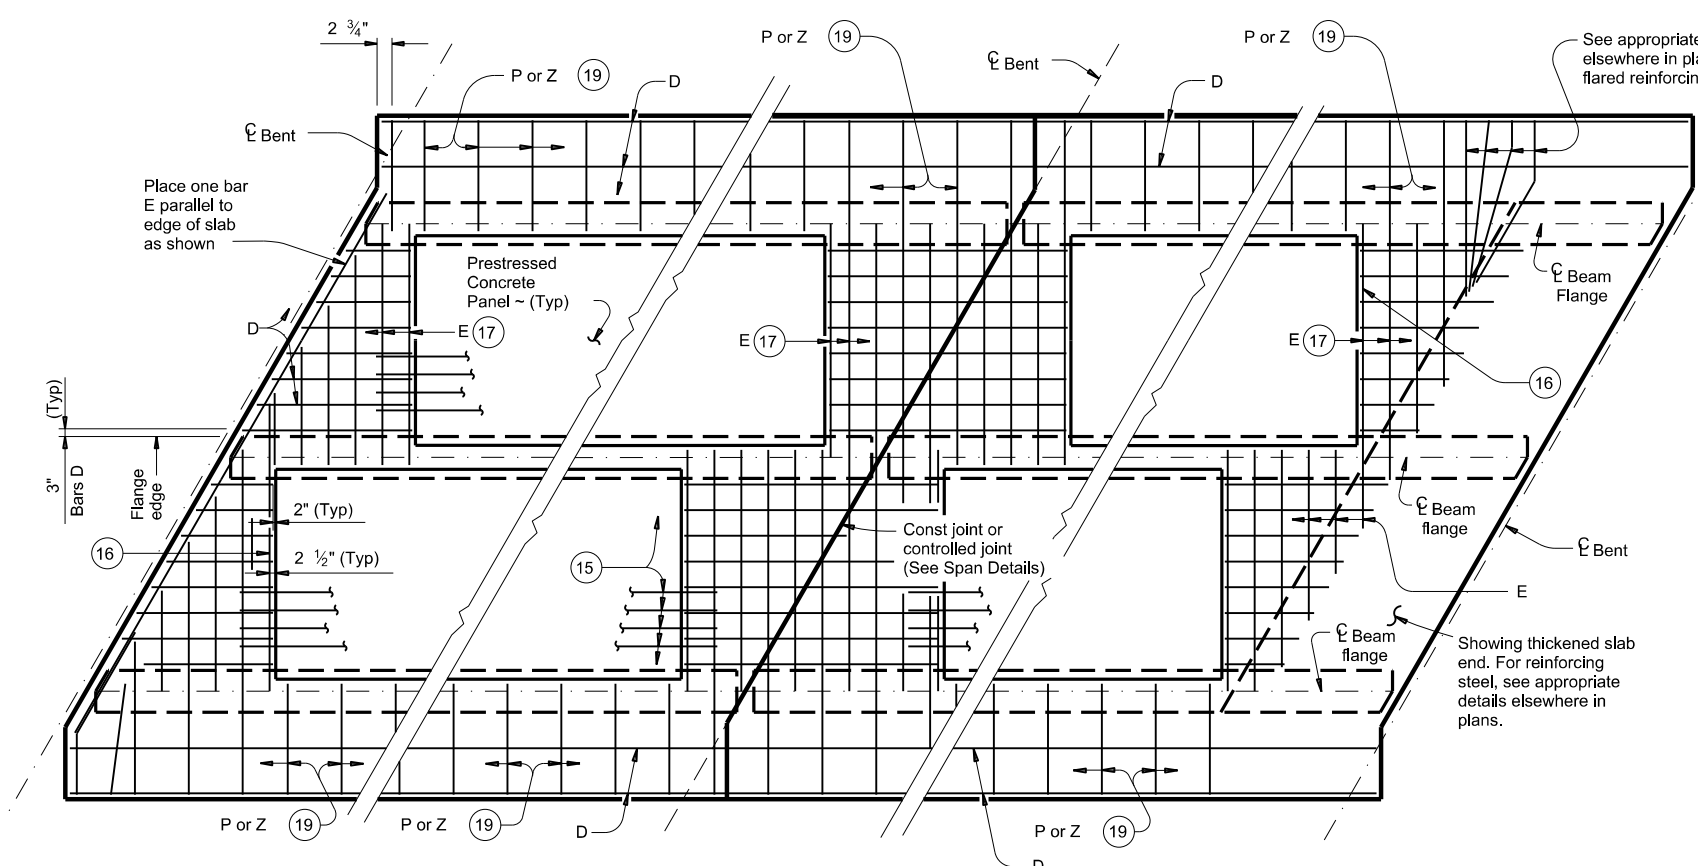 2 ¾"
P or Z 19
D
P or Z 19
℄ Bent
P or Z 19
D
See appropriate
elsewhere in
flared
℄ Bent
Place one bar
E parallel to
edge of slab
as shown
Prestressed
Concrete
Panel ~ (Typ)
℄ Beam
Flange
D
E 17
E 17
E 17
16
(Typ)
3"
Bars D
Flange
edge
2" (Typ)
2 ½" (Typ)
16
15
Const joint or
controlled joint
(See Span Details)
℄ Beam
flange
℄ Bent
E
℄ Beam
flange
Showing thickened slab
end. For reinforcing
steel, see appropriate
details elsewhere in
plans.
P or Z 19
P or Z 19
D
P or Z 19
D